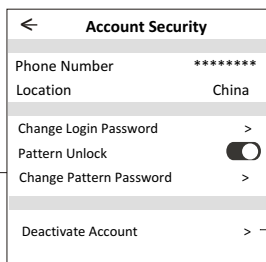 ← Account Security
Phone Number ********
Location China
Change Login Password >
Pattern Unlock
Change Pattern Password >
Deactivate Account >